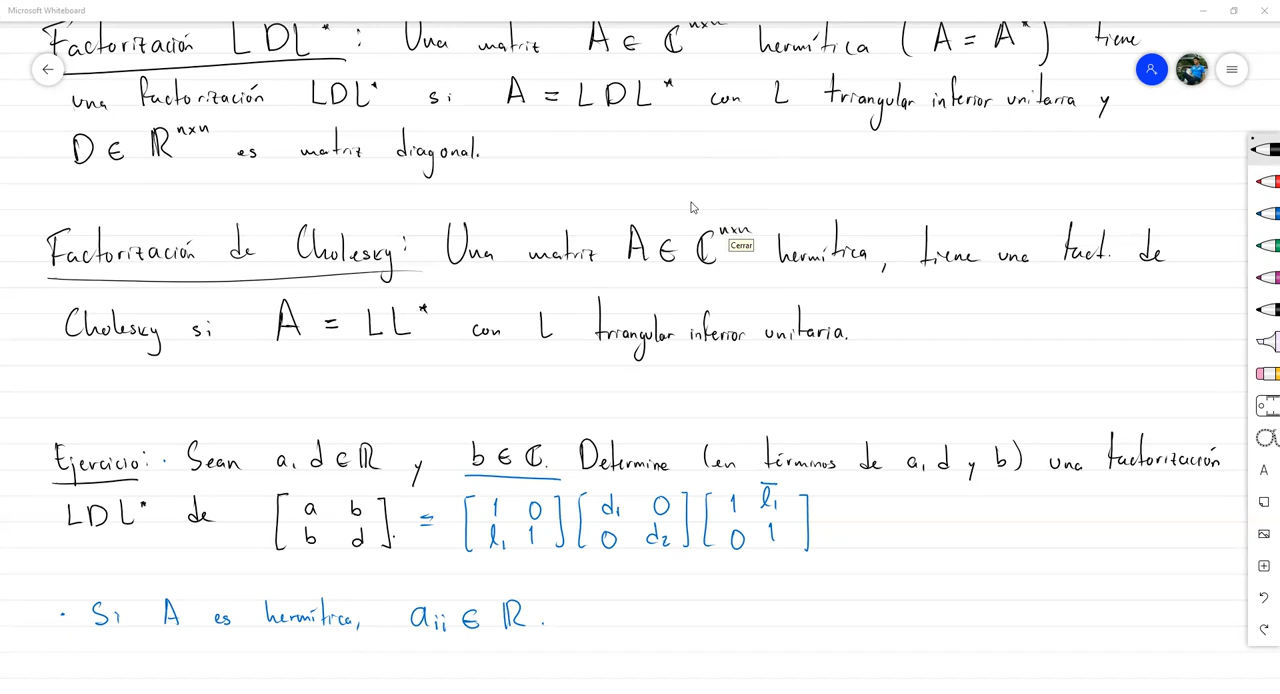 Microsoft Whiteboard
Factorización LDL* : Una matriz A ∈ ℂⁿˣⁿ hermítica (A = A*) tiene
una factorización LDL* si A = LDL* con L triangular inferior unitaria y
D ∈ ℝⁿˣⁿ es matriz diagonal.
Factorización de Cholesky: Una matriz A ∈ ℂⁿˣⁿ hermítica, tiene una fact. de
Cerrar
Cholesky si A = LL* con L triangular inferior unitaria.
Ejercicio: · Sean a, d ∈ ℝ y b ∈ ℂ. Determine (en términos de a, d y b) una factorización
LDL* de [a b; b d]. = [1 0; l₁ 1] [d₁ 0; 0 d₂] [1 l̄₁; 0 1]
· Si A es hermítica, aᵢᵢ ∈ ℝ.
A